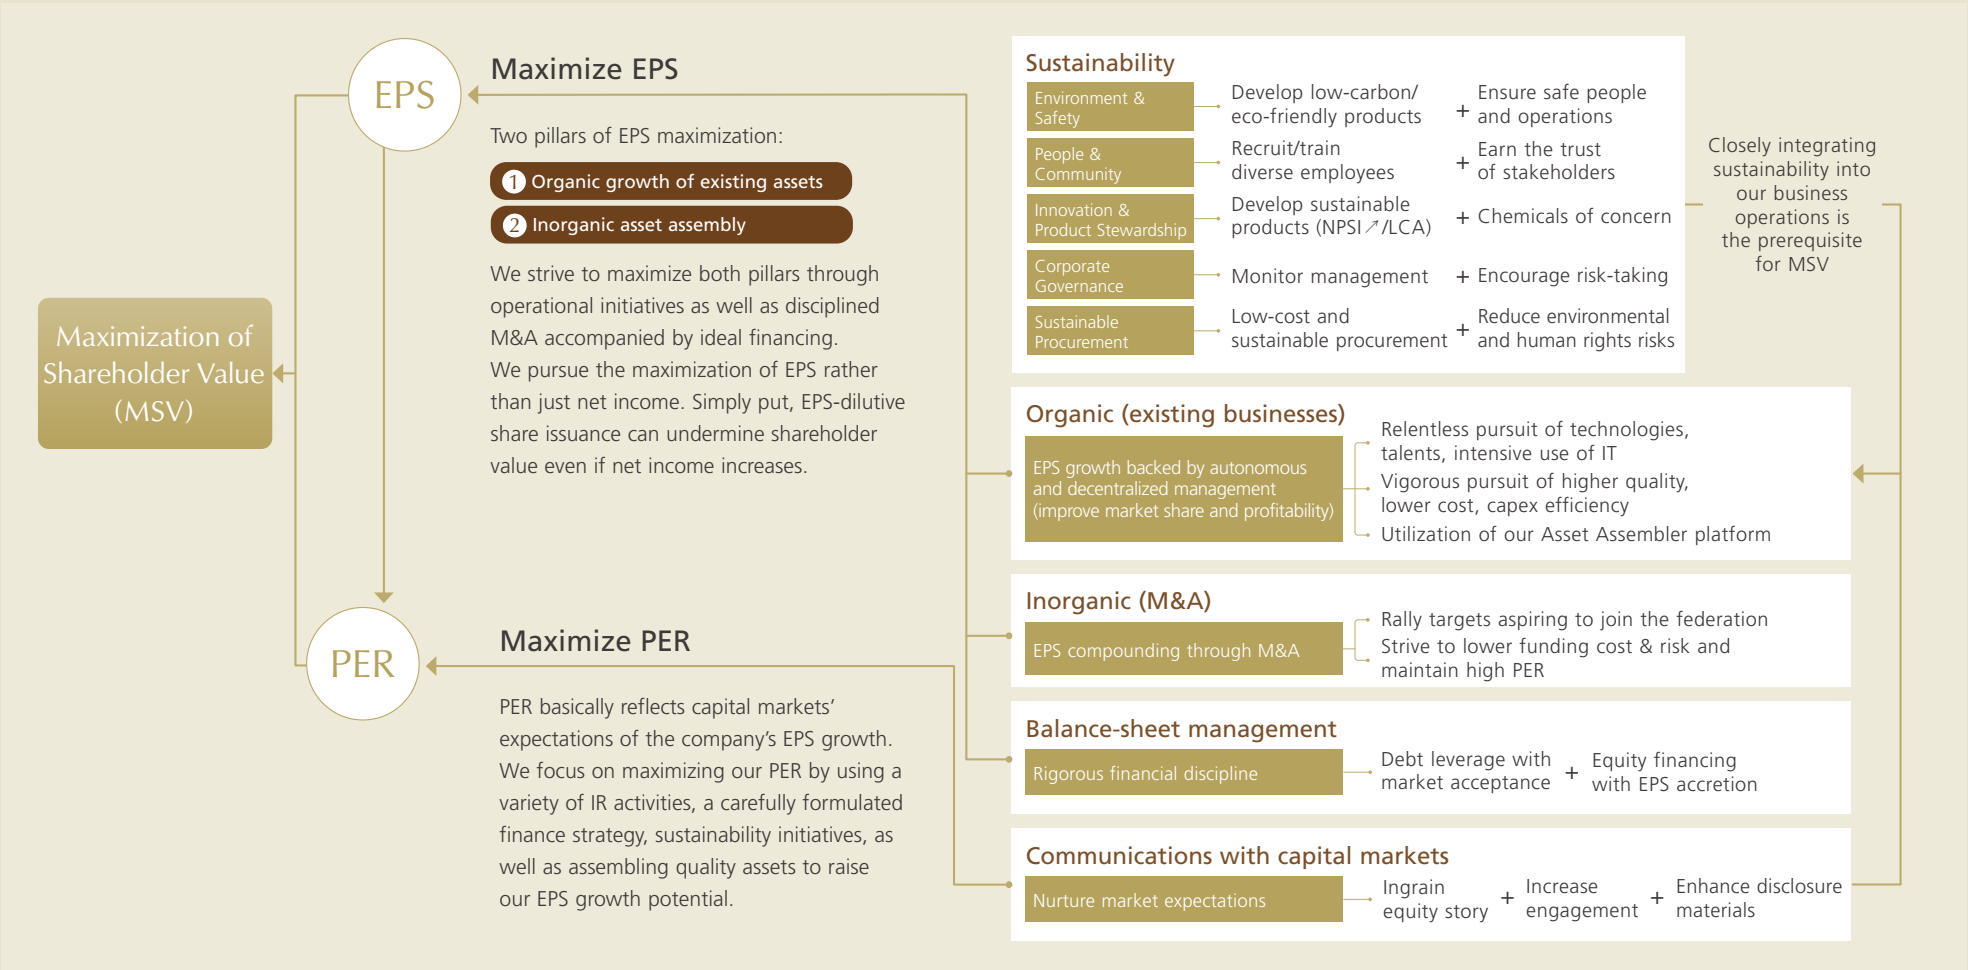 Maximization of
Shareholder Value
(MSV)
EPS
Maximize EPS
Two pillars of EPS maximization:
1 Organic growth of existing assets
2 Inorganic asset assembly
We strive to maximize both pillars through
operational initiatives as well as disciplined
M&A accompanied by ideal financing.
We pursue the maximization of EPS rather
than just net income. Simply put, EPS-dilutive
share issuance can undermine shareholder
value even if net income increases.
PER
Maximize PER
PER basically reflects capital markets’
expectations of the company’s EPS growth.
We focus on maximizing our PER by using a
variety of IR activities, a carefully formulated
finance strategy, sustainability initiatives, as
well as assembling quality assets to raise
our EPS growth potential.
Sustainability
Environment &
Safety
Develop low-carbon/
eco-friendly products
+
Ensure safe people
and operations
People &
Community
Recruit/train
diverse employees
+
Earn the trust
of stakeholders
Innovation &
Product Stewardship
Develop sustainable
products (NPSI↗/LCA)
+
Chemicals of concern
Corporate
Governance
Monitor management
+
Encourage risk-taking
Sustainable
Procurement
Low-cost and
sustainable procurement
+
Reduce environmental
and human rights risks
Closely integrating
sustainability into
our business
operations is
the prerequisite
for MSV
Organic (existing businesses)
EPS growth backed by autonomous
and decentralized management
(improve market share and profitability)
Relentless pursuit of technologies,
talents, intensive use of IT
Vigorous pursuit of higher quality,
lower cost, capex efficiency
Utilization of our Asset Assembler platform
Inorganic (M&A)
EPS compounding through M&A
Rally targets aspiring to join the federation
Strive to lower funding cost & risk and
maintain high PER
Balance-sheet management
Rigorous financial discipline
Debt leverage with
market acceptance
+
Equity financing
with EPS accretion
Communications with capital markets
Nurture market expectations
Ingrain
equity story
+
Increase
engagement
+
Enhance disclosure
materials